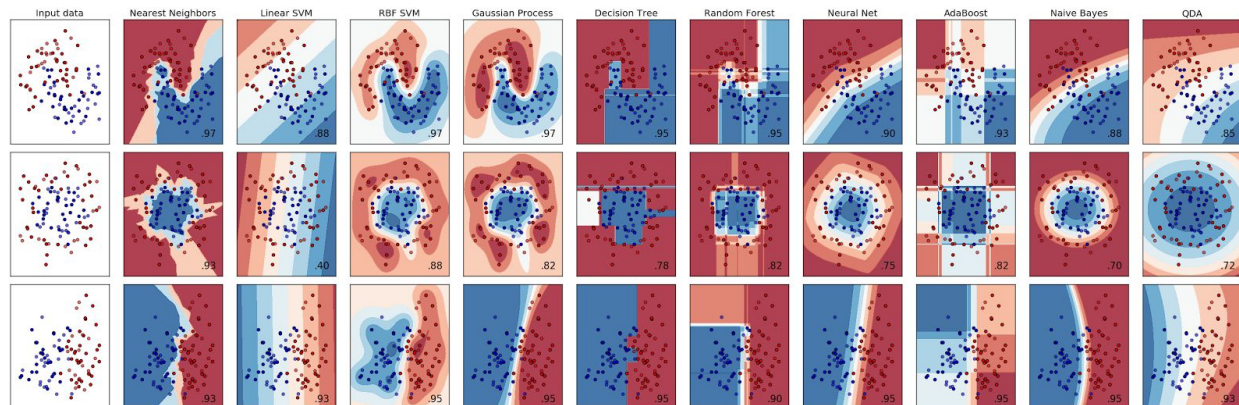 Input data Nearest Neighbors Linear SVM RBF SVM Gaussian Process Decision Tree Random Forest Neural Net AdaBoost Naive Bayes QDA
.97 .88 .97 .97 .95 .95 .90 .93 .88 .85
.93 .40 .88 .82 .78 .82 .75 .82 .70 .72
.93 .93 .95 .95 .95 .90 .95 .95 .95 .93